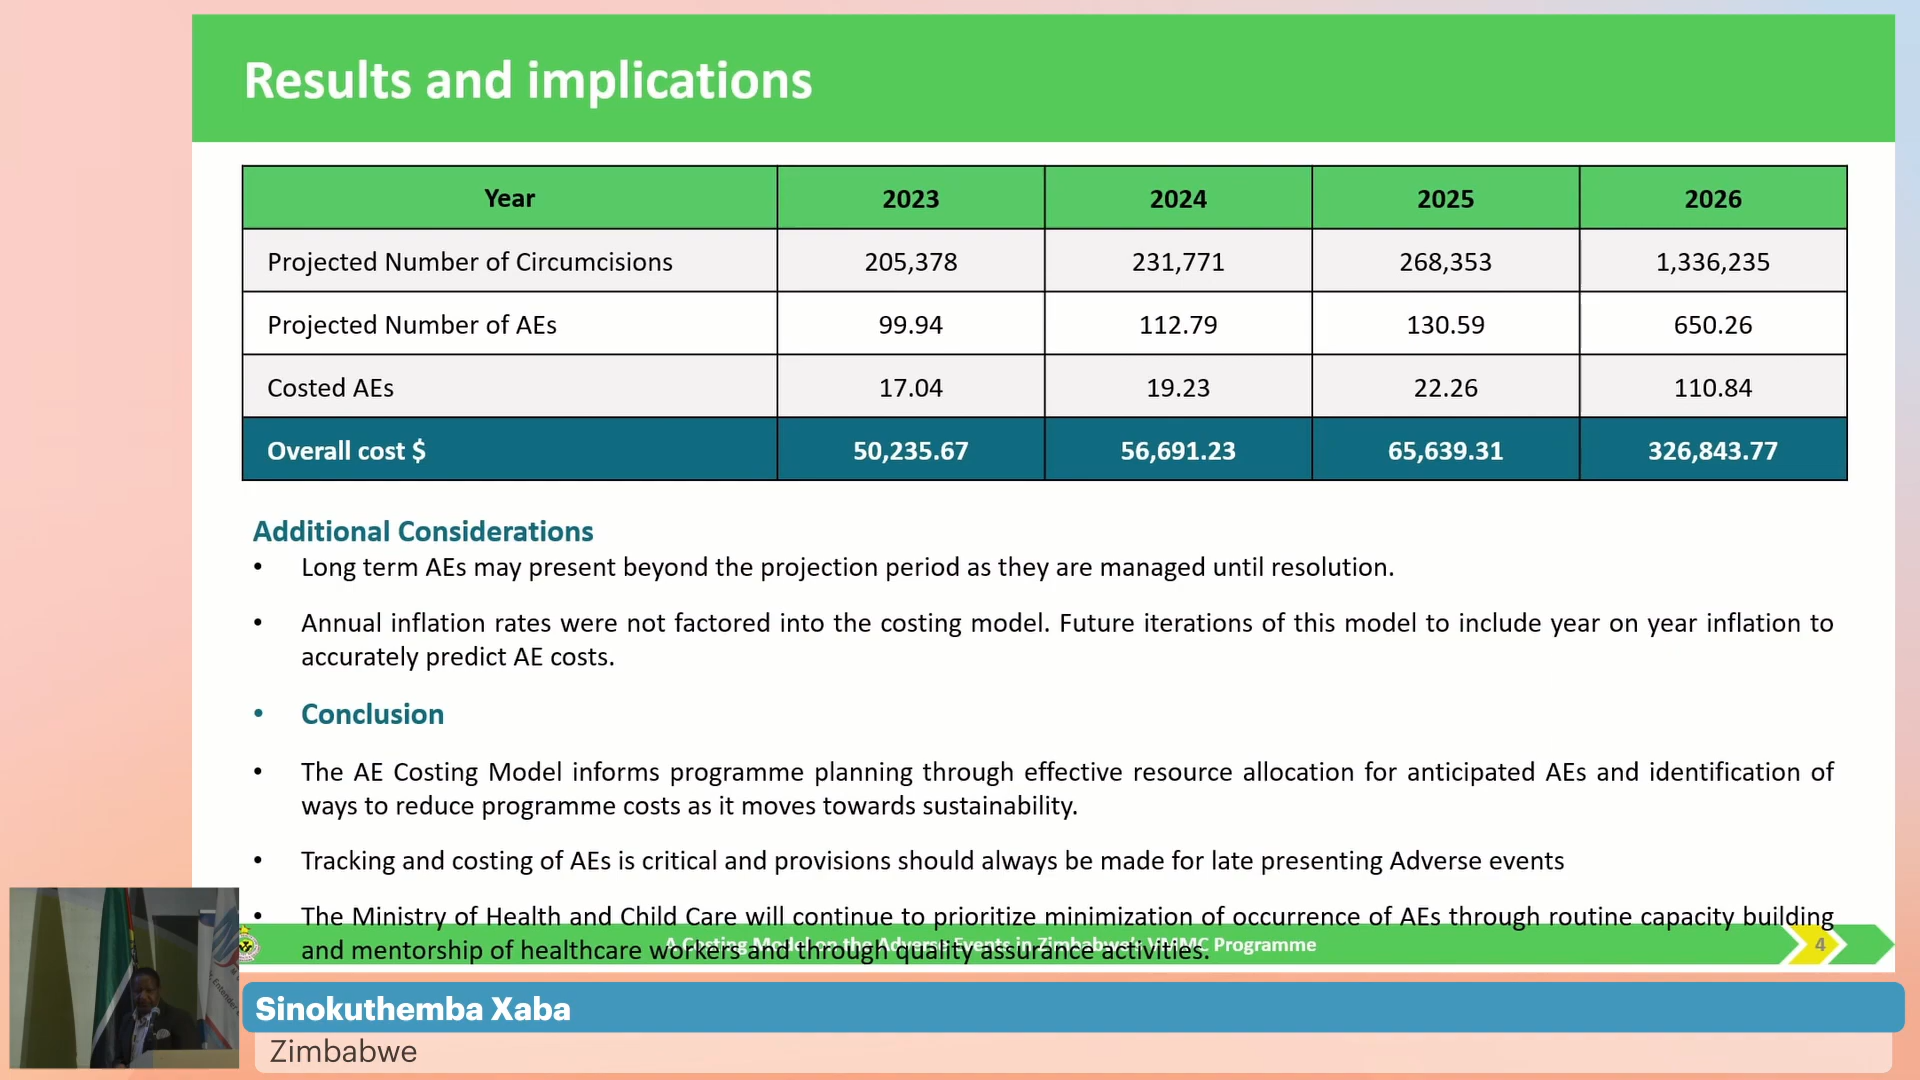 Results and implications
Year 2023 2024 2025 2026
Projected Number of Circumcisions 205,378 231,771 268,353 1,336,235
Projected Number of AEs 99.94 112.79 130.59 650.26
Costed AEs 17.04 19.23 22.26 110.84
Overall cost $ 50,235.67 56,691.23 65,639.31 326,843.77
Additional Considerations
• Long term AEs may present beyond the projection period as they are managed until resolution.
• Annual inflation rates were not factored into the costing model. Future iterations of this model to include year on year inflation to
accurately predict AE costs.
• Conclusion
• The AE Costing Model informs programme planning through effective resource allocation for anticipated AEs and identification of
ways to reduce programme costs as it moves towards sustainability.
• Tracking and costing of AEs is critical and provisions should always be made for late presenting Adverse events
• The Ministry of Health and Child Care will continue to prioritize minimization of occurrence of AEs through routine capacity building
and mentorship of healthcare workers and through quality assurance activities.
A Costing Model on the Adverse Events in Zimbabwe's VMMC Programme
4
Sinokuthemba Xaba
Zimbabwe